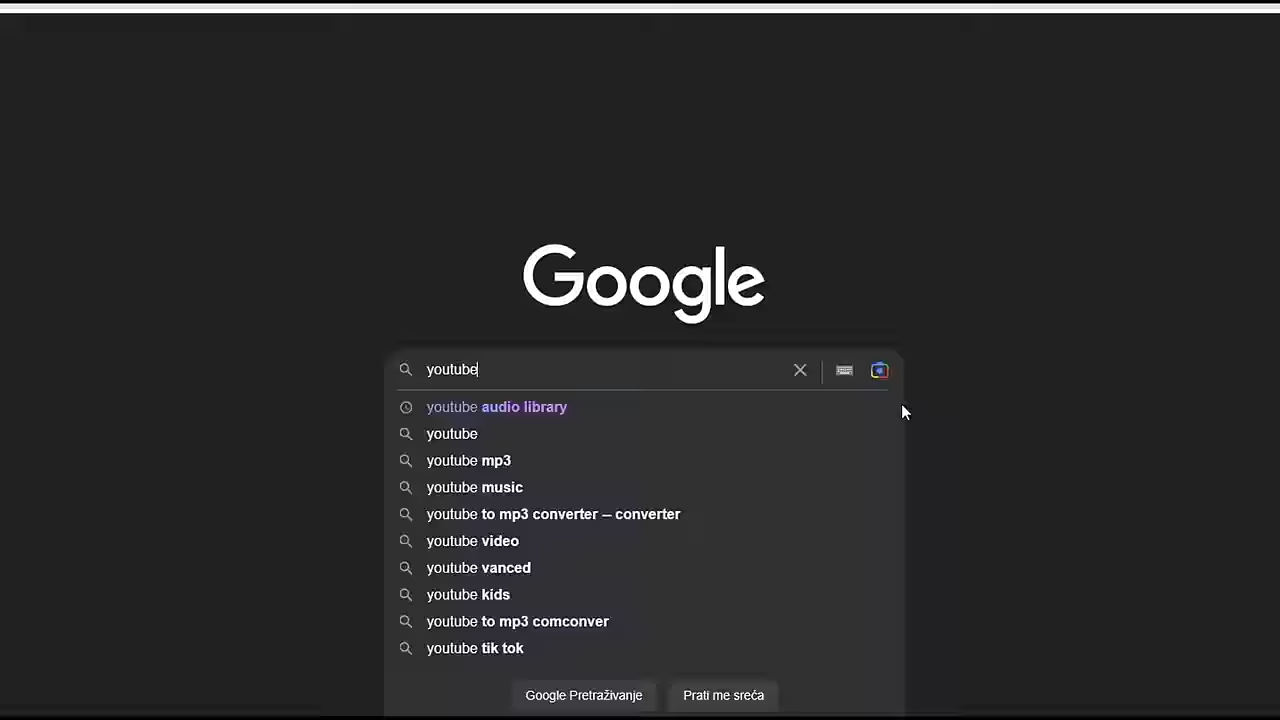 Google
youtube
youtube audio library
youtube
youtube mp3
youtube music
youtube to mp3 converter – converter
youtube video
youtube vanced
youtube kids
youtube to mp3 comconver
youtube tik tok
Google Pretraživanje
Prati me sreća